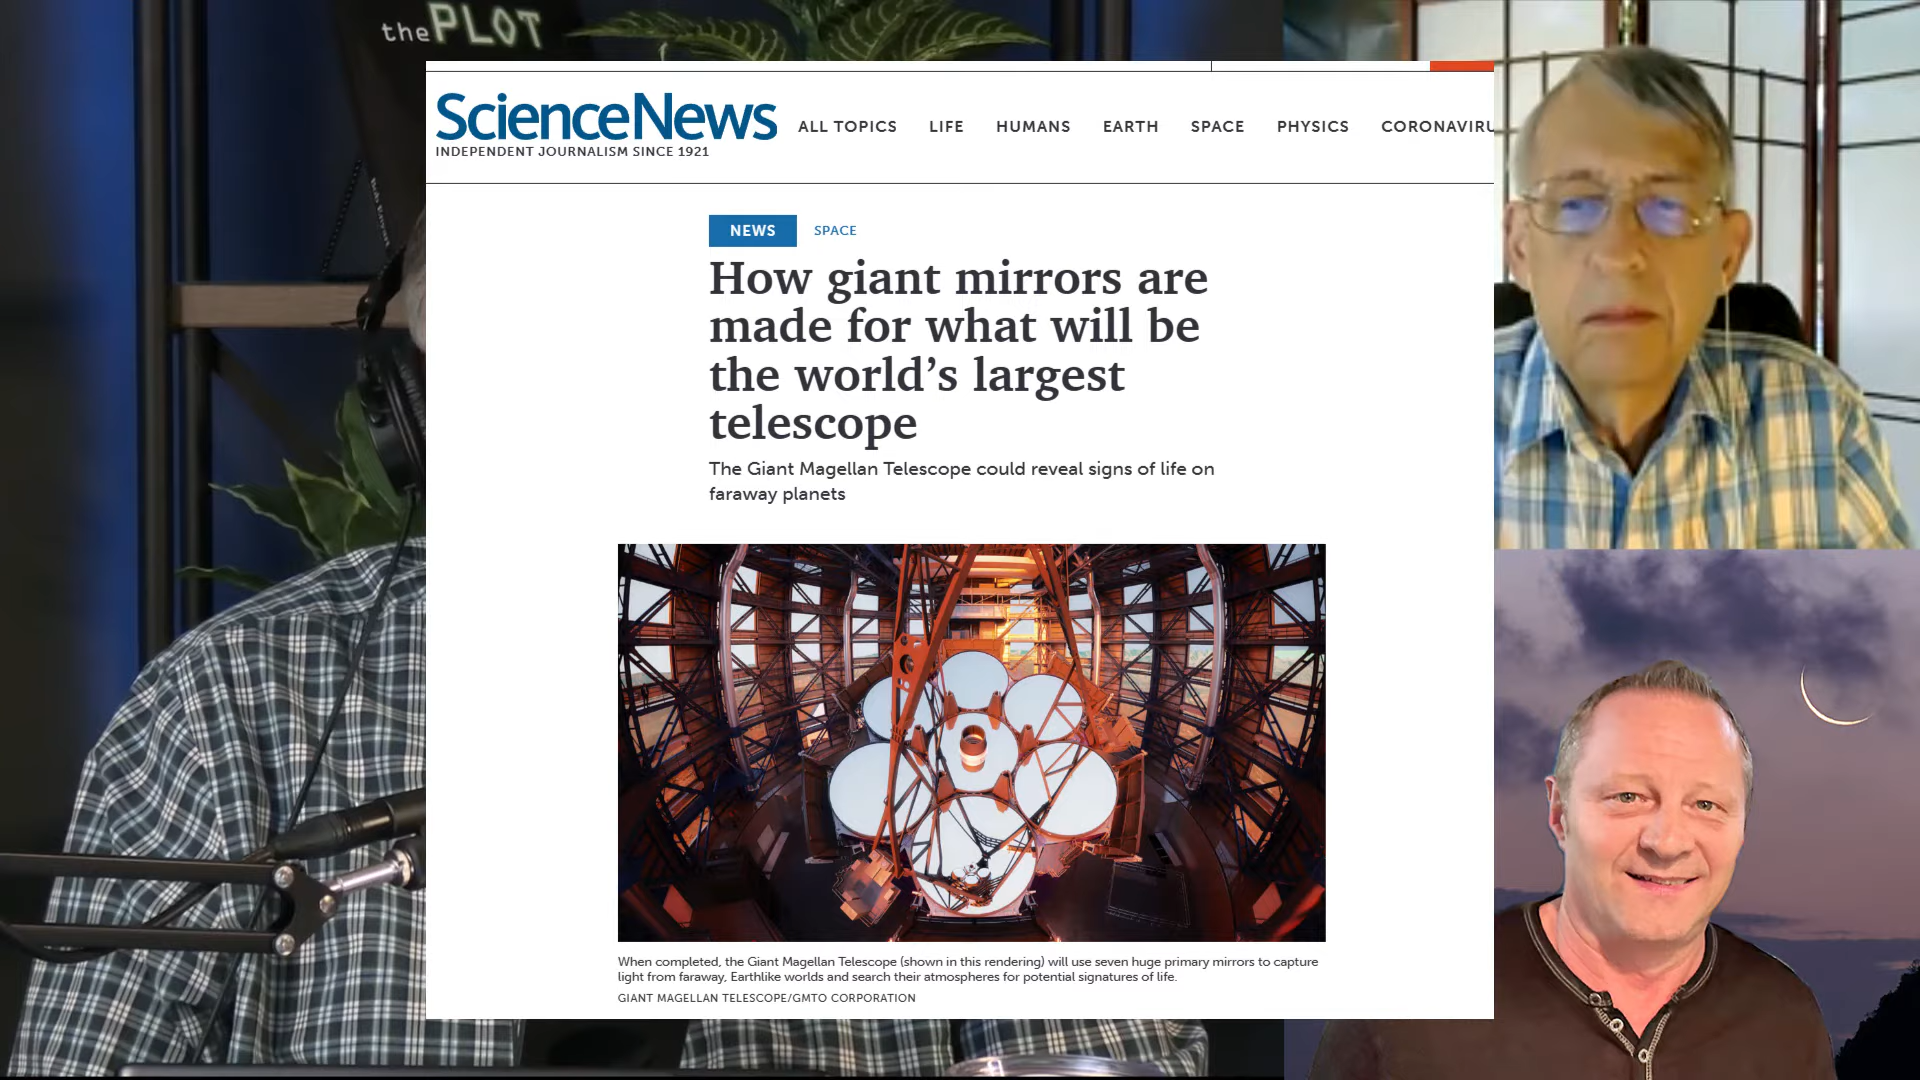 thePLOT
ScienceNews
INDEPENDENT JOURNALISM SINCE 1921
ALL TOPICS LIFE HUMANS EARTH SPACE PHYSICS CORONAVIRU
NEWS SPACE
How giant mirrors are
made for what will be
the world’s largest
telescope
The Giant Magellan Telescope could reveal signs of life on
faraway planets
When completed, the Giant Magellan Telescope (shown in this rendering) will use seven huge primary mirrors to capture
light from faraway, Earthlike worlds and search their atmospheres for potential signatures of life.
GIANT MAGELLAN TELESCOPE/GMTO CORPORATION